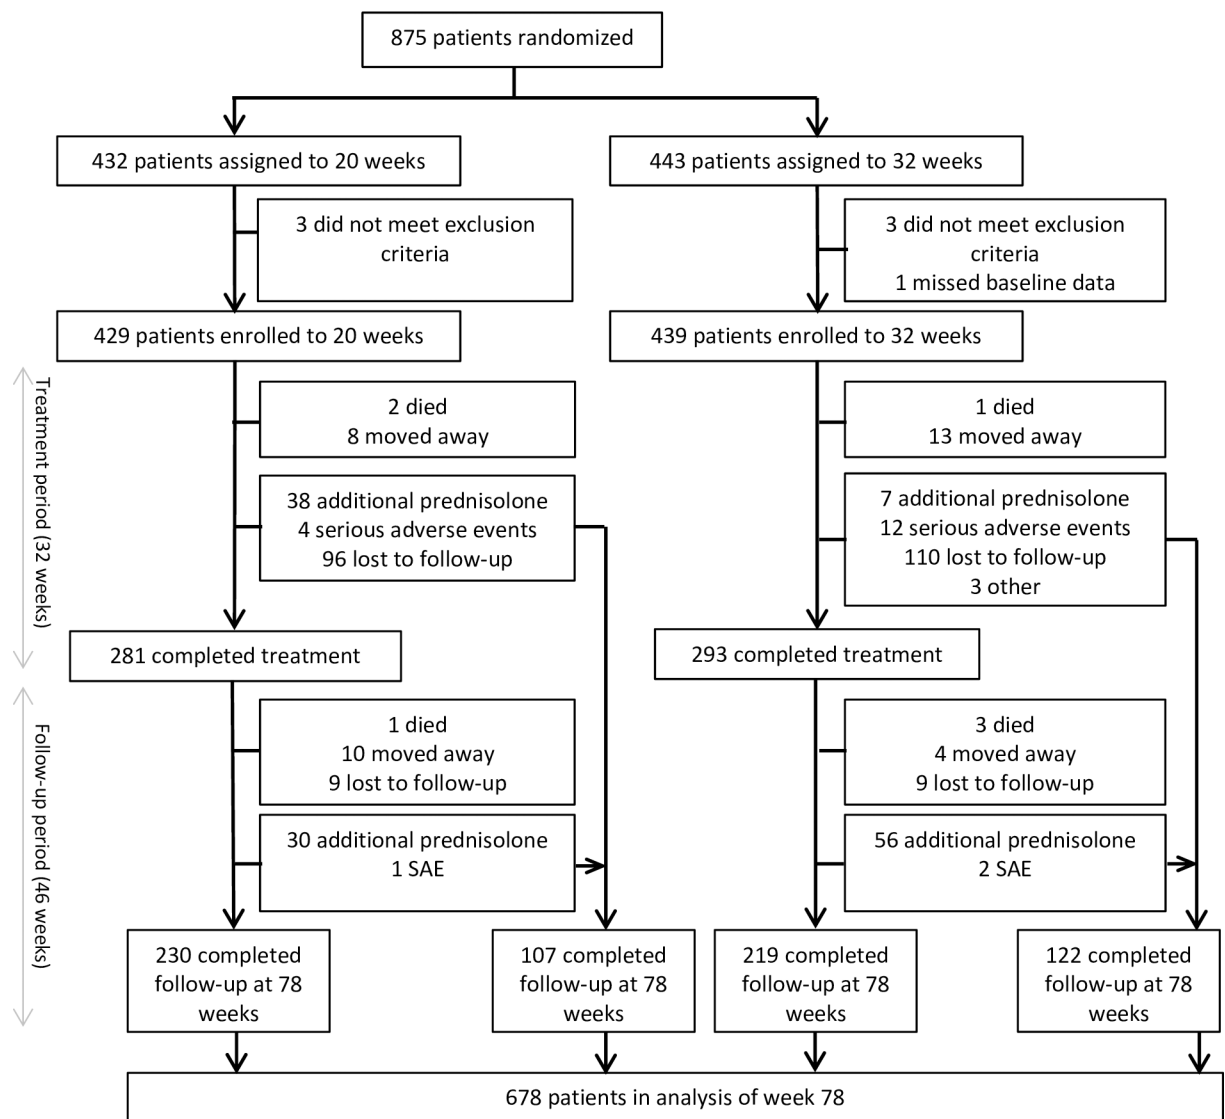 875 patients randomized
432 patients assigned to 20 weeks
443 patients assigned to 32 weeks
3 did not meet exclusion
criteria
3 did not meet exclusion
criteria
1 missed baseline data
429 patients enrolled to 20 weeks
439 patients enrolled to 32 weeks
Treatment period (32 weeks)
2 died
8 moved away
1 died
13 moved away
38 additional prednisolone
4 serious adverse events
96 lost to follow-up
7 additional prednisolone
12 serious adverse events
110 lost to follow-up
3 other
281 completed treatment
293 completed treatment
Follow-up period (46 weeks)
1 died
10 moved away
9 lost to follow-up
3 died
4 moved away
9 lost to follow-up
30 additional prednisolone
1 SAE
56 additional prednisolone
2 SAE
230 completed
follow-up at 78
weeks
107 completed
follow-up at 78
weeks
219 completed
follow-up at 78
weeks
122 completed
follow-up at 78
weeks
678 patients in analysis of week 78